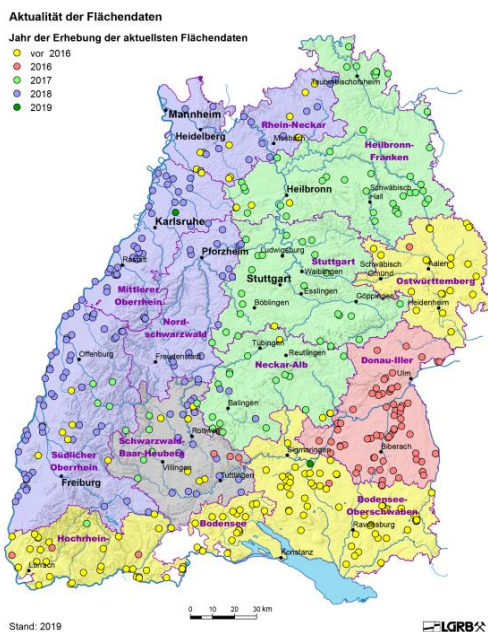 Aktualität der Flächendaten
Jahr der Erhebung der aktuellsten Flächendaten
vor 2016
2016
2017
2018
2019
Tauberbischofsheim
Mannheim
Rhein-Neckar
Heidelberg
Mosbach
Heilbronn-
Franken
Heilbronn
Schwäbisch
Hall
Karlsruhe
Pforzheim
Ludwigsburg
Stuttgart
Waiblingen
Schwäbisch
Gmünd
Aalen
Rastatt
Stuttgart
Ostwürttemberg
Mittlerer
Oberrhein
Esslingen
Böblingen
Göppingen
Heidenheim
Nord-
schwarzwald
Tübingen
Reutlingen
Offenburg
Freudenstadt
Neckar-Alb
Donau-Iller
Ulm
Balingen
Schwarzwald-
Baar-Heuberg
Rottweil
Biberach
Südlicher
Oberrhein
Villingen
Sigmaringen
Freiburg
Tuttlingen
Bodensee-
Oberschwaben
Bodensee
Ravensburg
Hochrhein-
Lörrach
Konstanz
0
10
20
30 km
Stand: 2019
LGRB